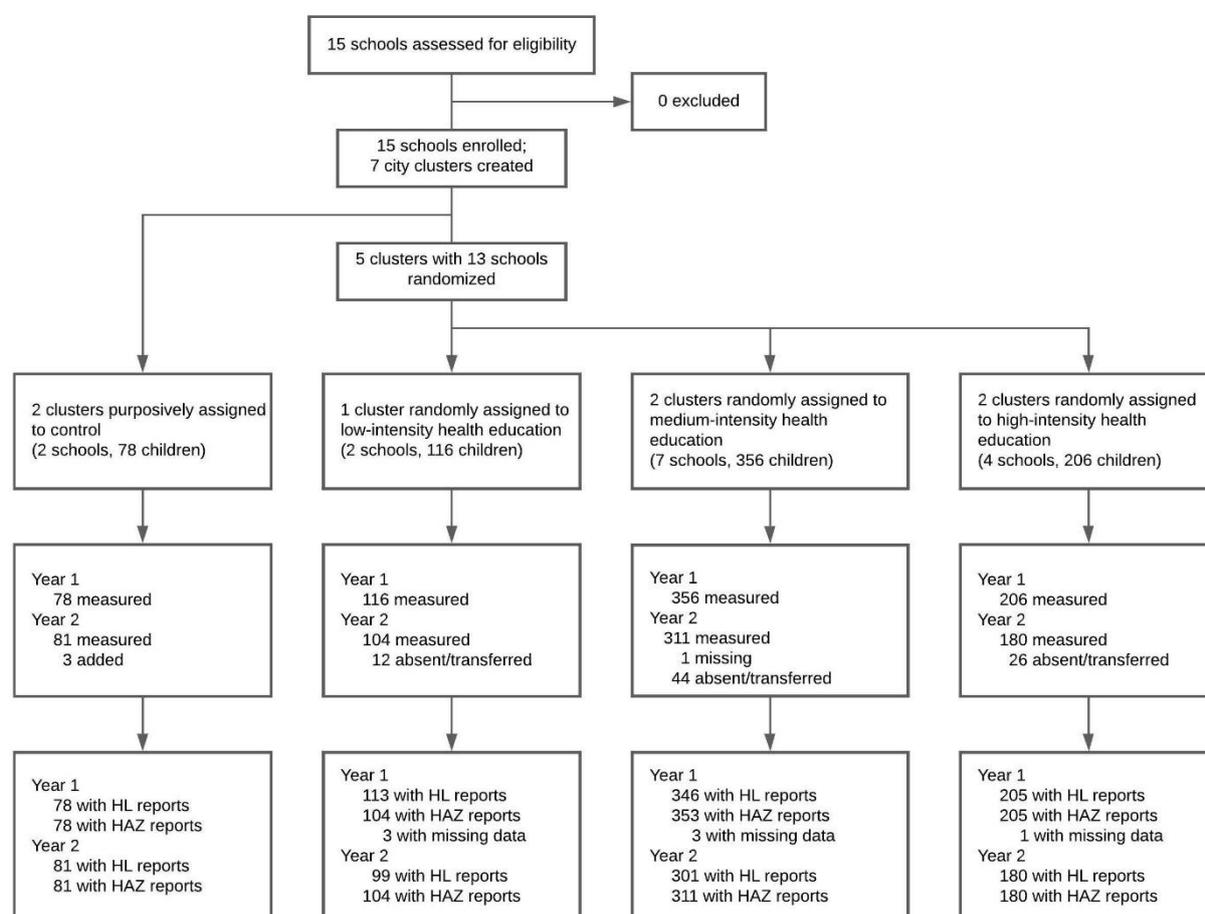 15 schools assessed for eligibility
0 excluded
15 schools enrolled;
7 city clusters created
5 clusters with 13 schools
randomized
2 clusters purposively assigned
to control
(2 schools, 78 children)
1 cluster randomly assigned to
low-intensity health education
(2 schools, 116 children)
2 clusters randomly assigned to
medium-intensity health
education
(7 schools, 356 children)
2 clusters randomly assigned
to high-intensity health
education
(4 schools, 206 children)
Year 1
78 measured
Year 2
81 measured
3 added
Year 1
116 measured
Year 2
104 measured
12 absent/transferred
Year 1
356 measured
Year 2
311 measured
1 missing
44 absent/transferred
Year 1
206 measured
Year 2
180 measured
26 absent/transferred
Year 1
78 with HL reports
78 with HAZ reports
Year 2
81 with HL reports
81 with HAZ reports
Year 1
113 with HL reports
104 with HAZ reports
3 with missing data
Year 2
99 with HL reports
104 with HAZ reports
Year 1
346 with HL reports
353 with HAZ reports
3 with missing data
Year 2
301 with HL reports
311 with HAZ reports
Year 1
205 with HL reports
205 with HAZ reports
1 with missing data
Year 2
180 with HL reports
180 with HAZ reports